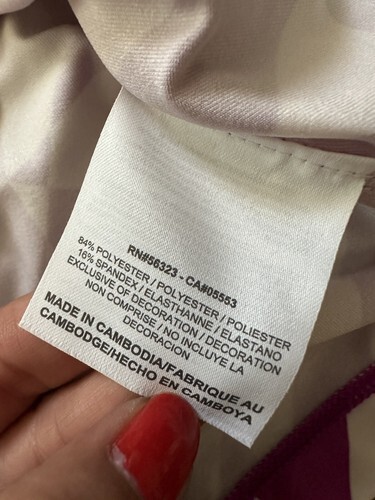 RN#56323 - CA#05553
84% POLYESTER / POLYESTER / POLIESTER
16% SPANDEX / ELASTHANNE / ELASTANO
EXCLUSIVE OF DECORATION / DECORATION
NON COMPRISE / NO INCLUYE LA
DECORACION
MADE IN CAMBODIA/FABRIQUE AU
CAMBODGE/HECHO EN CAMBOYA